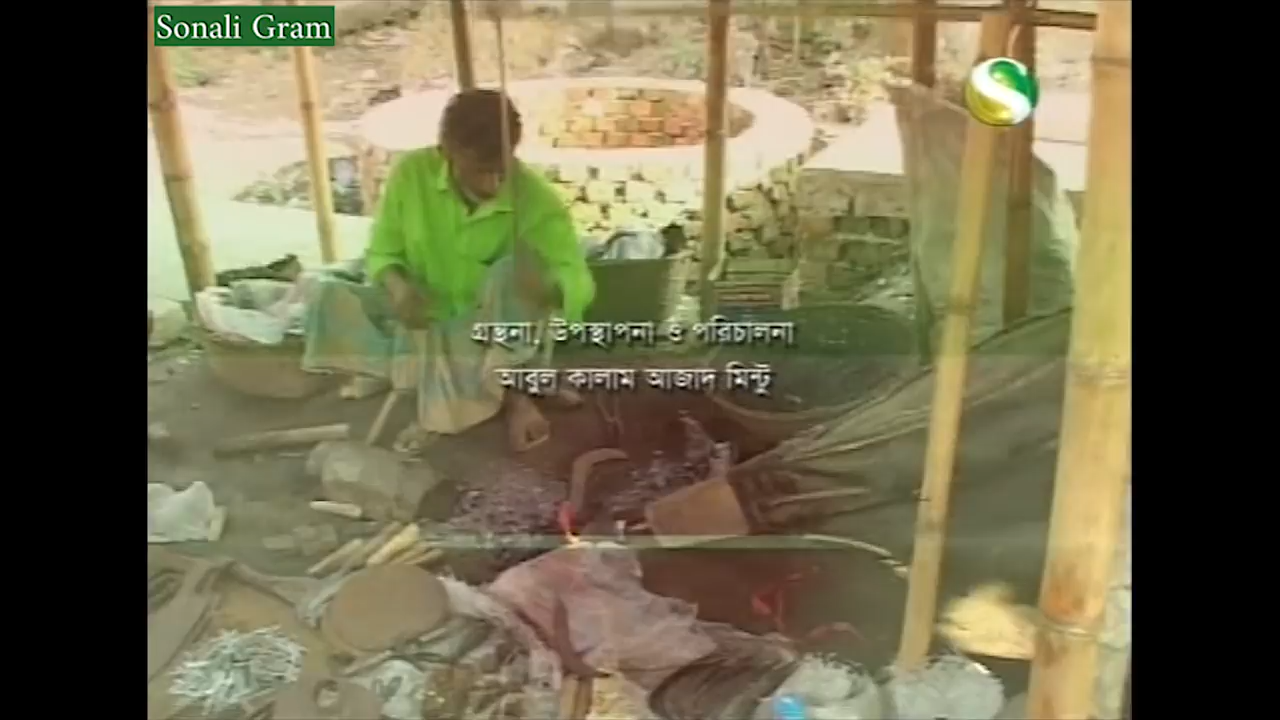 Sonali Gram
গ্রন্থনা, উপস্থাপনা ও পরিচালনা
আবুল কালাম আজাদ মিন্টু